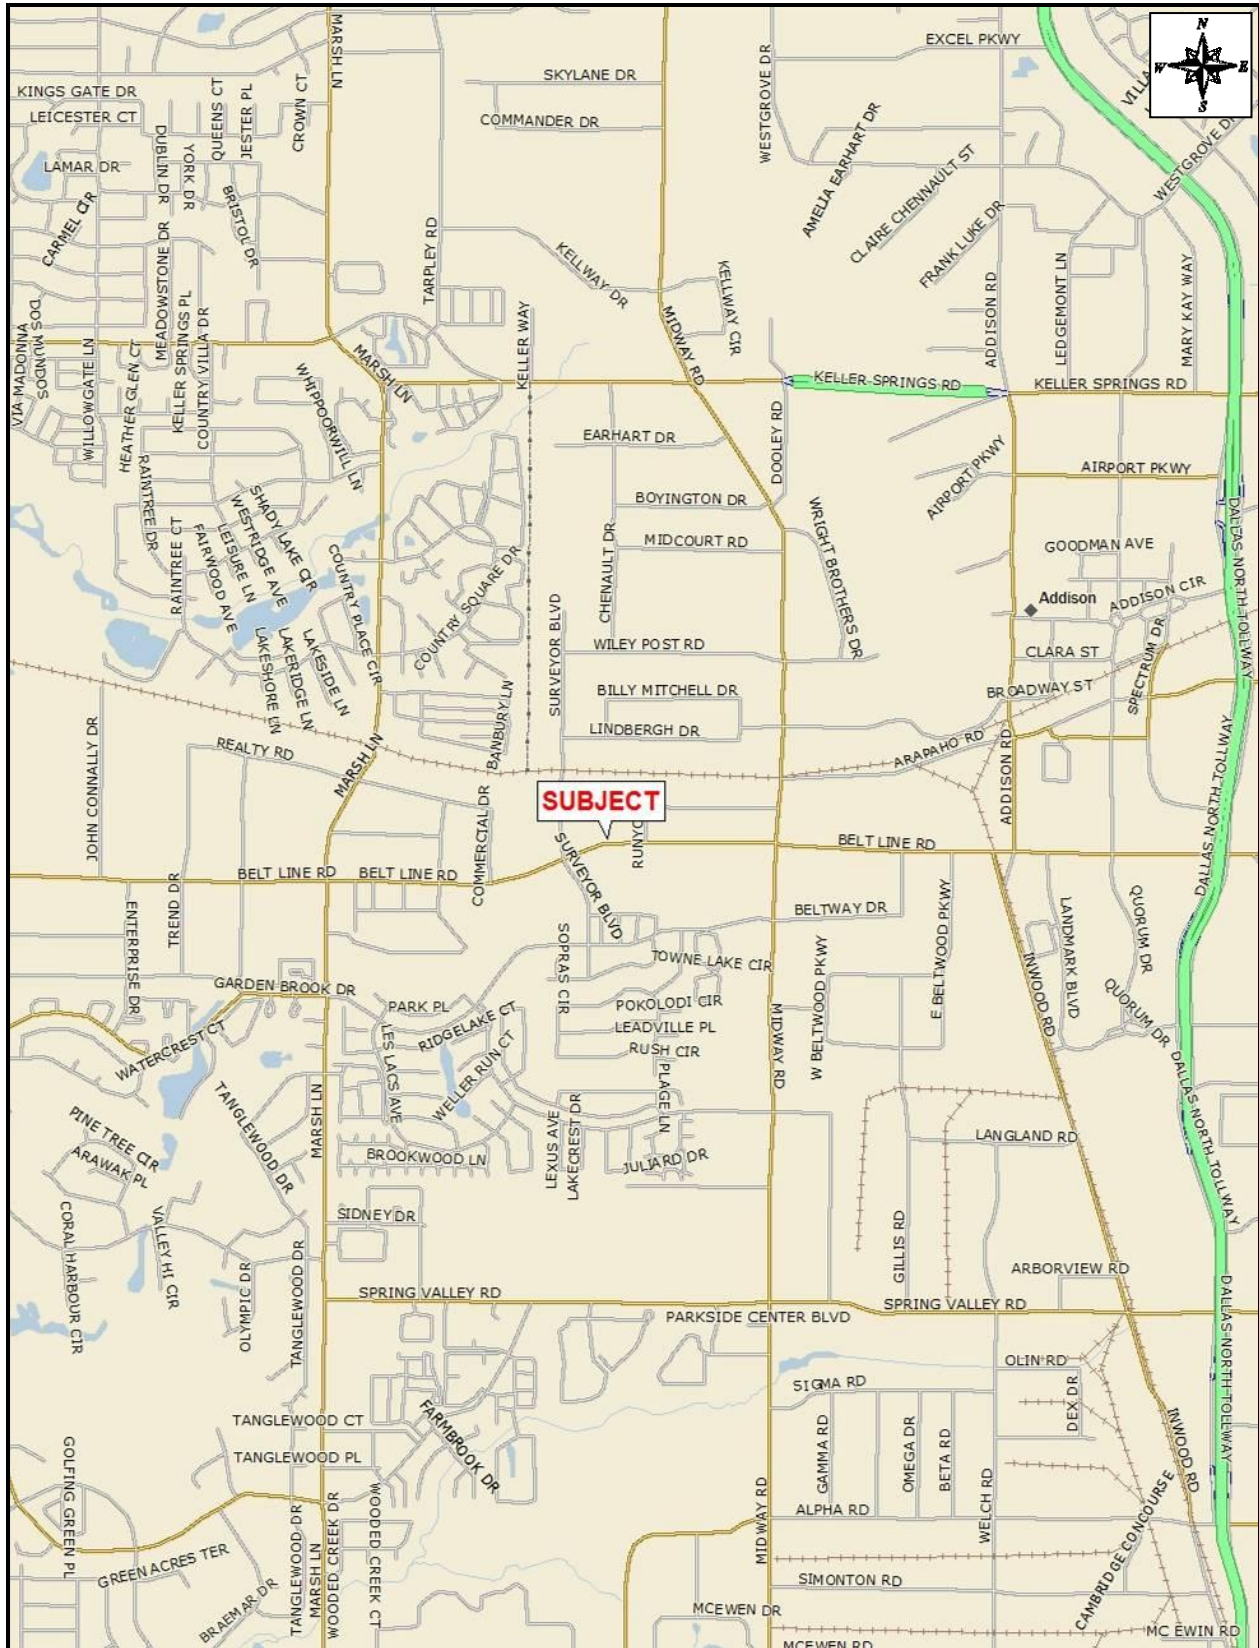 MARSH LN
EXCEL PKWY
N
W E
S
SKYLANE DR
WESTGROVE DR
KINGS GATE DR
LEICESTER CT
QUEENS CT
JESTER PL
CROWN CT
COMMANDER DR
AMELIA EARHART DR
WESTGROVE DR
DUBLIN DR
YORK DR
LAMAR DR
BRISTOL DR
CARMEL CIR
CLAIRE CHENNAULT ST
FRANK LUKE DR
TARPLEY RD
KELLWAY DR
KELLWAY CIR
ADDISON RD
LEDGEMONT LN
MARY KAY WAY
MEADOWSTONE DR
KELLER SPRINGS PL
COUNTRY VILLA DR
DOS MUNDOS
VIA MADONNA
WILLOWGATE LN
HEATHER GLEN CT
KELLER WAY
MIDWAY RD
MARSH LN
WHIPPOORWILL LN
KELLER SPRINGS RD
KELLER SPRINGS RD
DOOLEY RD
EARHART DR
AIRPORT PKWY
AIRPORT PKWY
RAINTREE DR
RAINTREE CT
SHADY LAKE CIR
WESTRIDGE AVE
LEISURE LN
FAIRWOOD AVE
BOYINGTON DR
MIDCOURT RD
WRIGHT BROTHERS DR
DALLAS NORTH TOLLWAY
GOODMAN AVE
CHENAULT DR
COUNTRY SQUARE DR
COUNTRY PLACE CIR
Addison
ADDISON CIR
SURVEYOR BLVD
WILEY POST RD
CLARA ST
SPECTRUM DR
LAKESHORE LN
LAKERIDGE LN
LAKESIDE LN
BANBURY LN
BILLY MITCHELL DR
BROADWAY ST
LINDBERGH DR
ARAPAHO RD
ADDISON RD
DALLAS NORTH TOLLWAY
JOHN CONNALLY DR
REALTY RD
MARSH LN
SUBJECT
COMMERCIAL DR
BELT LINE RD
BELT LINE RD
BELT LINE RD
SURVEYOR BLVD
TREND DR
ENTERPRISE DR
BELTWAY DR
E BELTWOOD PKWY
W BELTWOOD PKWY
LANDMARK BLVD
QUORUM DR
QUORUM DR
INWOOD RD
SOPRAS CIR
TOWNE LAKE CIR
GARDEN BROOK DR
PARK PL
POKOLODI CIR
LEADVILLE PL
RUSH CIR
RIDGELAKE CT
WELLER RUN CT
LES LACS AVE
WATERCREST CT
MIDWAY RD
DALLAS NORTH TOLLWAY
PLAGE LN
PINE TREE CIR
ARAWAK PL
TANGLEWOOD DR
MARSH LN
BROOKWOOD LN
LEXUS AVE
LAKECREST DR
JULIARD DR
LANGLAND RD
CORAL HARBOUR CIR
VALLEY HI CIR
SIDNEY DR
OLYMPIC DR
TANGLEWOOD DR
GILLIS RD
ARBORVIEW RD
SPRING VALLEY RD
SPRING VALLEY RD
PARKSIDE CENTER BLVD
DALLAS NORTH TOLLWAY
OLIN RD
SIGMA RD
DEX DR
TANGLEWOOD CT
TANGLEWOOD PL
FARMBROOK DR
GAMMA RD
OMEGA DR
BETA RD
WELCH RD
INWOOD RD
GOLFING GREEN PL
ALPHA RD
MIDWAY RD
CAMBRIDGE CONCOURSE
GREEN ACRES TER
BRAEMAR DR
TANGLEWOOD DR
MARSH LN
WOODED CREEK DR
WOODED CREEK CT
SIMONTON RD
MCEWEN DR
MCEWEN RD
MC EWIN RD